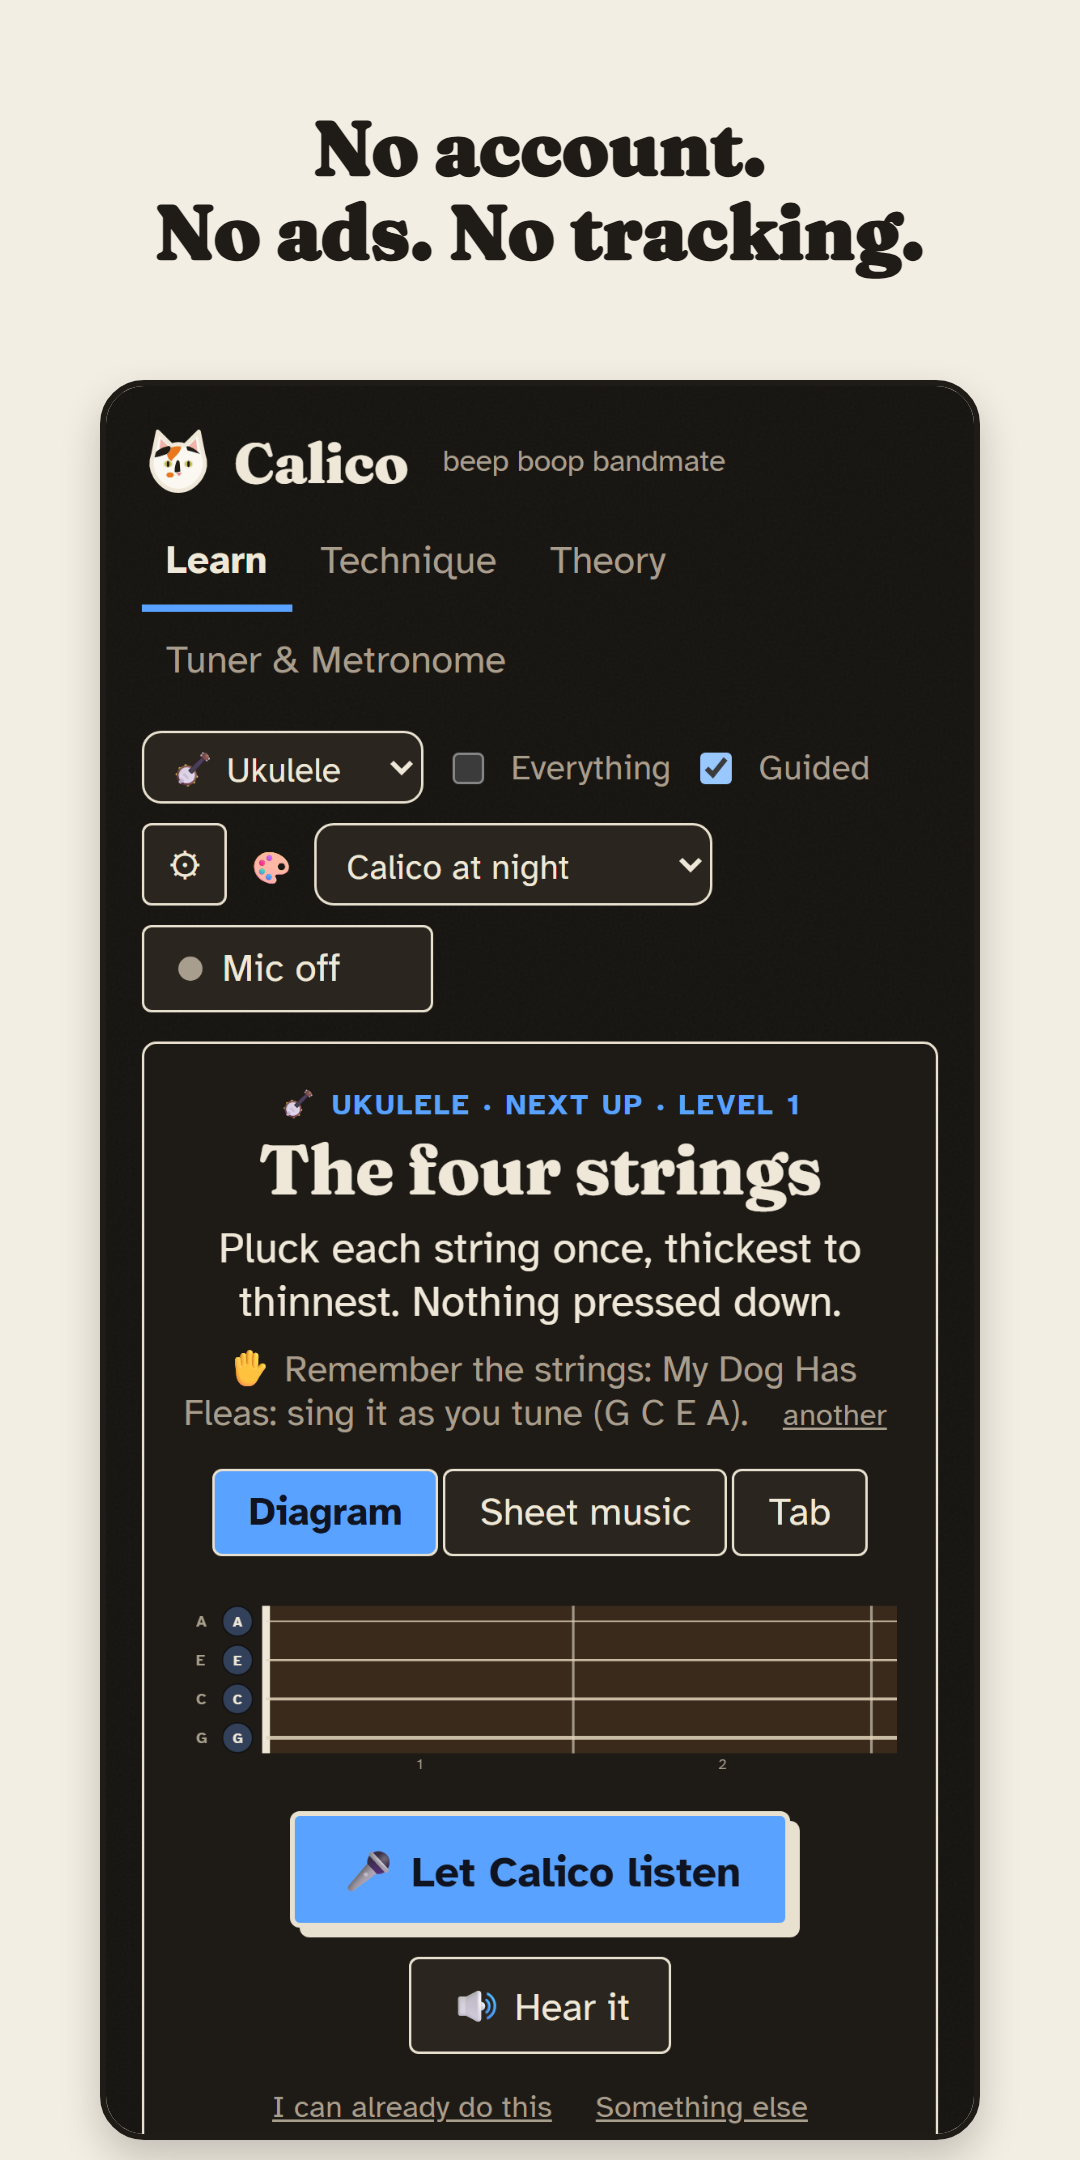 No account.
No ads. No tracking.
Calico beep boop bandmate
Learn Technique Theory
Tuner & Metronome
Ukulele Everything Guided
Calico at night
Mic off
UKULELE · NEXT UP · LEVEL 1
The four strings
Pluck each string once, thickest to
thinnest. Nothing pressed down.
Remember the strings: My Dog Has
Fleas: sing it as you tune (G C E A). another
Diagram Sheet music Tab
A A
E E
C C
G G
1 2
Let Calico listen
Hear it
I can already do this Something else